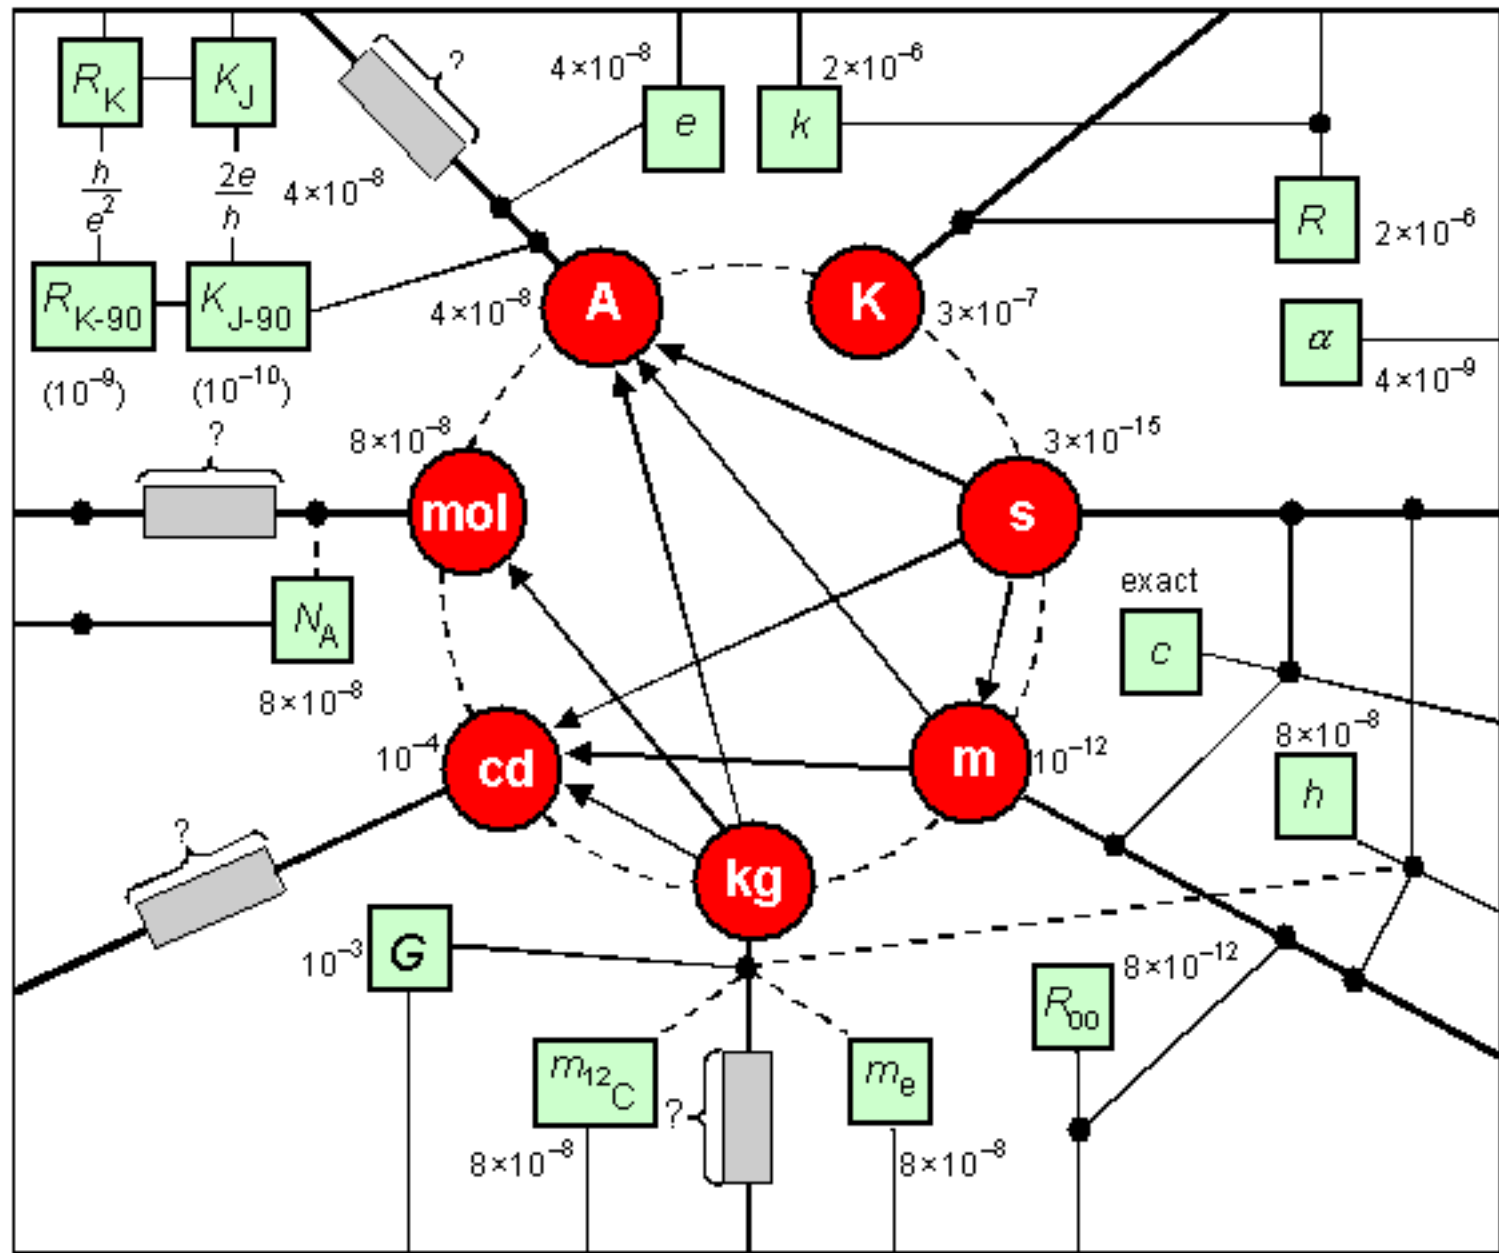 R_K K_J ? 4×10⁻⁸ e k 2×10⁻⁶
h/e² 2e/h 4×10⁻⁸ R 2×10⁻⁶
R_K-90 K_J-90 4×10⁻⁸ A K 3×10⁻⁷ α 4×10⁻⁹
(10⁻⁹) (10⁻¹⁰)
? 8×10⁻⁸ 3×10⁻¹⁵
mol s
N_A exact
8×10⁻⁸ c
10⁻⁴ cd m 10⁻¹² 8×10⁻⁸
h
? kg
10⁻³ G 8×10⁻¹²
R_∞
m_¹²C ? m_e
8×10⁻⁸ 8×10⁻⁸